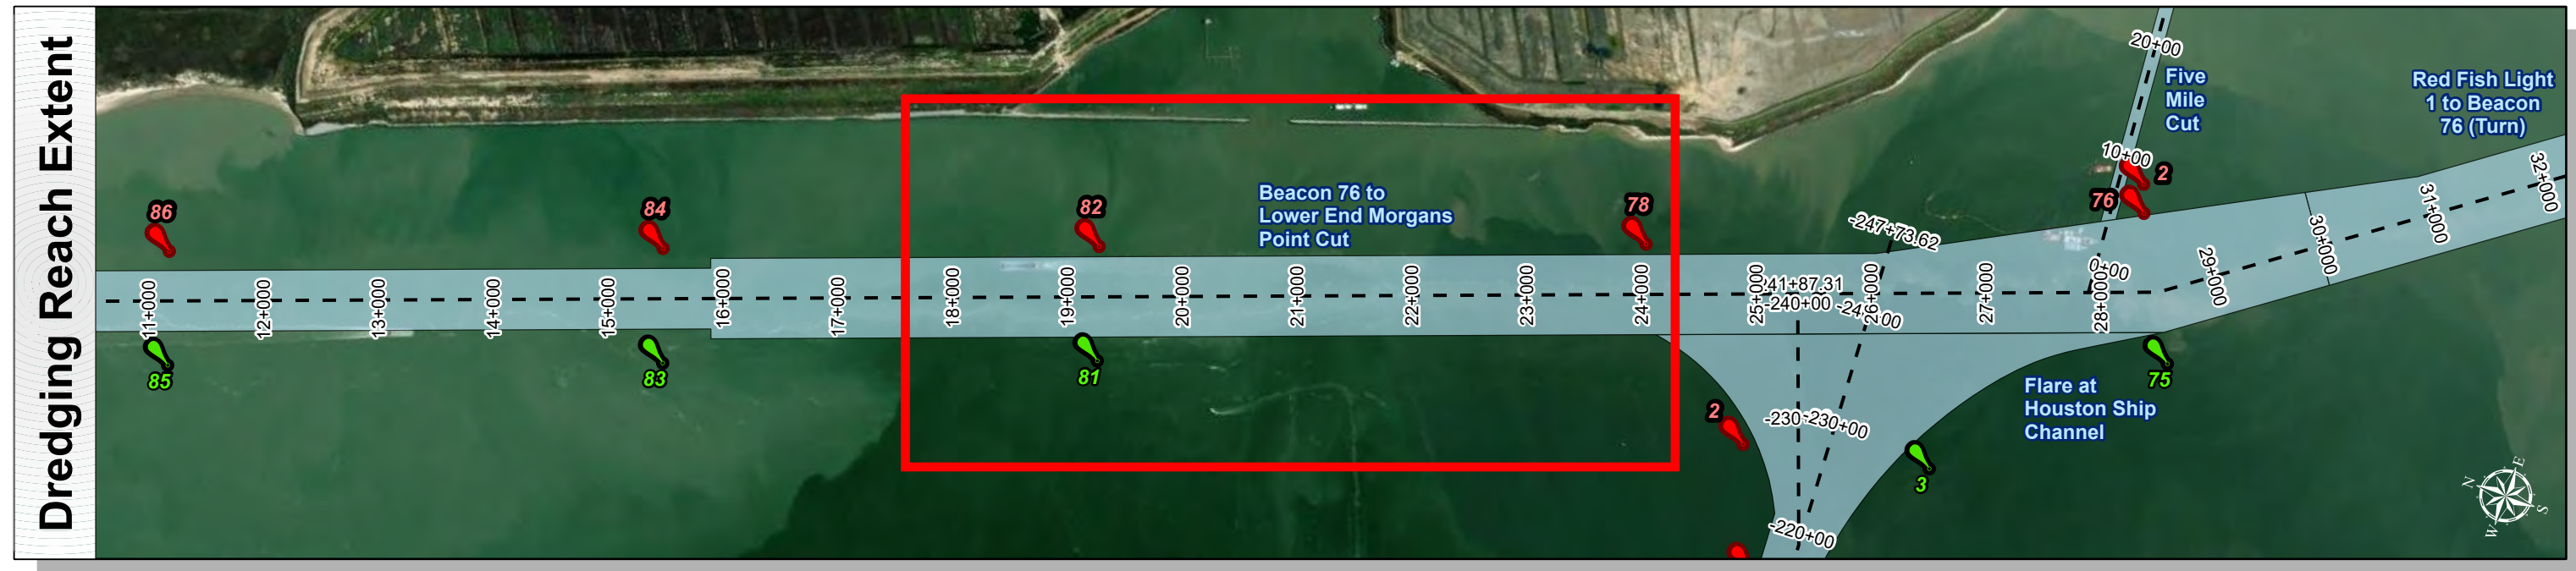 Dredging Reach Extent
20+00
Five
Mile
Cut
Red Fish Light
1 to Beacon
76 (Turn)
10+00
2
76
86
84
82
78
Beacon 76 to
Lower End Morgans
Point Cut
-247+73.62
11+000
12+000
13+000
14+000
15+000
16+000
17+000
18+000
19+000
20+000
21+000
22+000
23+000
24+000
25+000
41+87.31
-240+00
26+000
27+000
28+000
0+00
29+000
30+000
31+000
32+000
85
83
81
75
2
-230
-230+00
3
Flare at
Houston Ship
Channel
-220+00
N
E
S
W